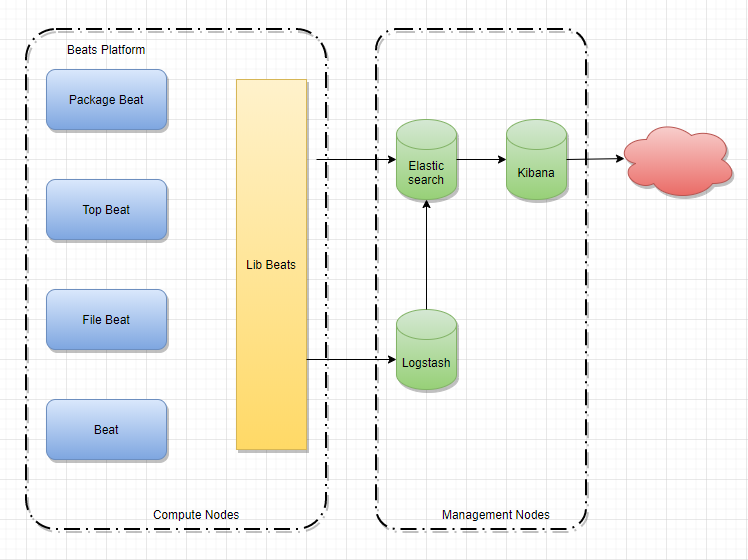 Beats Platform
Package Beat
Top Beat
File Beat
Beat
Lib Beats
Compute Nodes
Elastic
search
Kibana
Logstash
Management Nodes